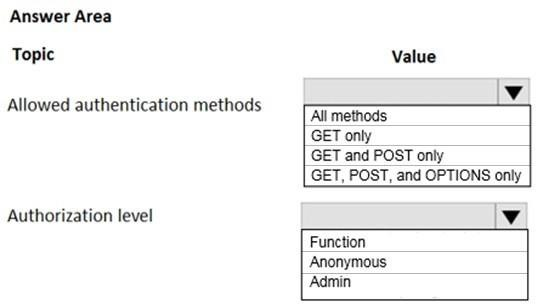 Answer Area
Topic Value
Allowed authentication methods
All methods
GET only
GET and POST only
GET, POST, and OPTIONS only
Authorization level
Function
Anonymous
Admin